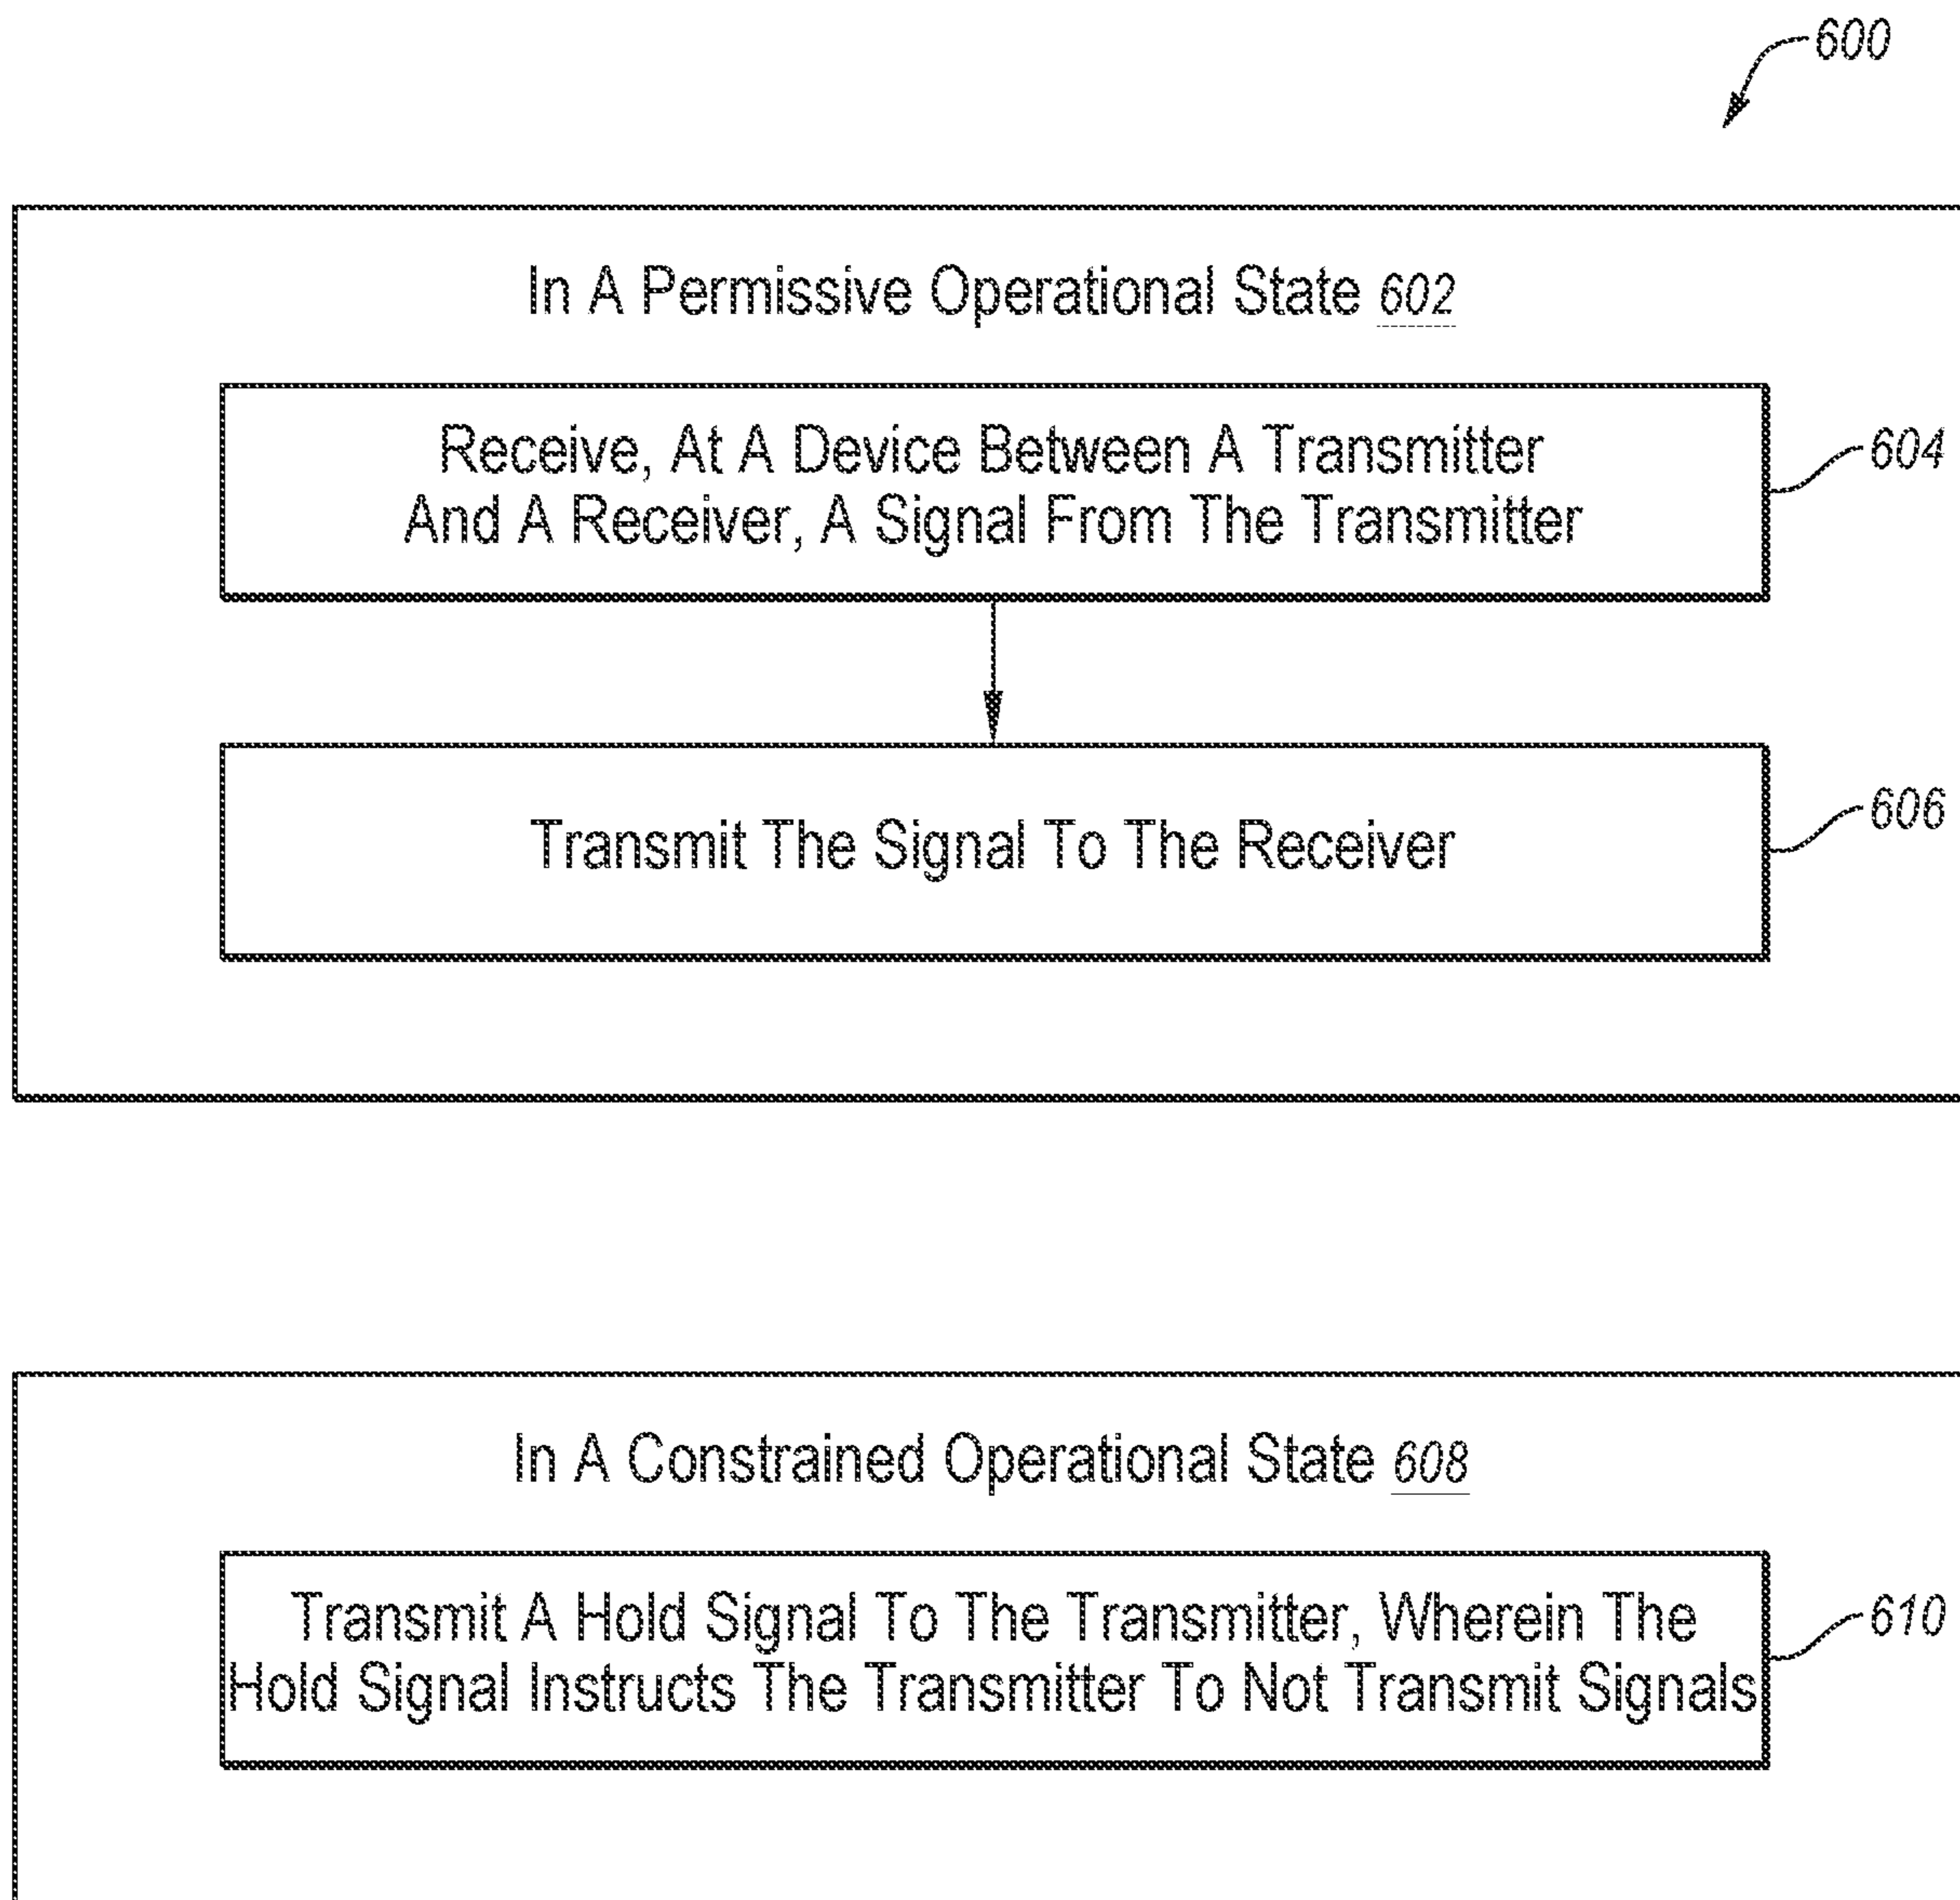 600
In A Permissive Operational State 602
Receive, At A Device Between A Transmitter
And A Receiver, A Signal From The Transmitter
604
Transmit The Signal To The Receiver
606
In A Constrained Operational State 608
Transmit A Hold Signal To The Transmitter, Wherein The
Hold Signal Instructs The Transmitter To Not Transmit Signals
610